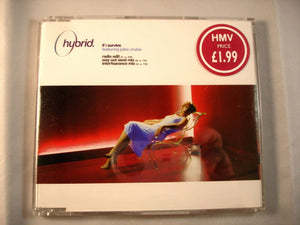 hybrid.
if i survive
featuring julee cruise
radio edit
way out west mix
interfearance mix
HMV
PRICE
£1.99